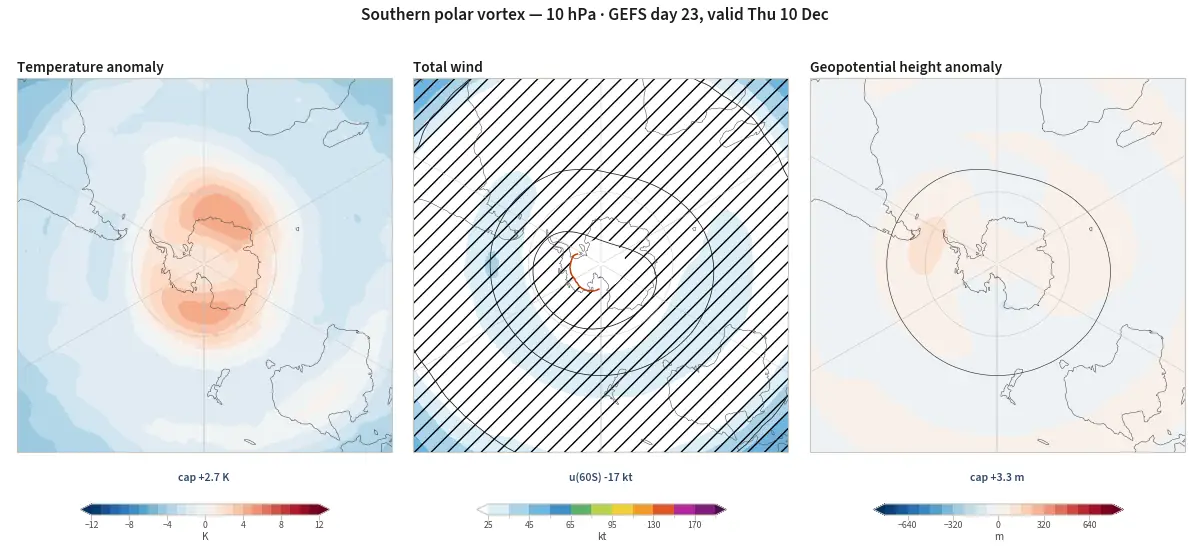 Southern polar vortex — 10 hPa · GEFS day 23, valid Thu 10 Dec
Temperature anomaly
Total wind
Geopotential height anomaly
cap +2.7 K
u(60S) -17 kt
cap +3.3 m
−12 −8 −4 0 4 8 12
K
25 45 65 95 130 170
kt
−640 −320 0 320 640
m